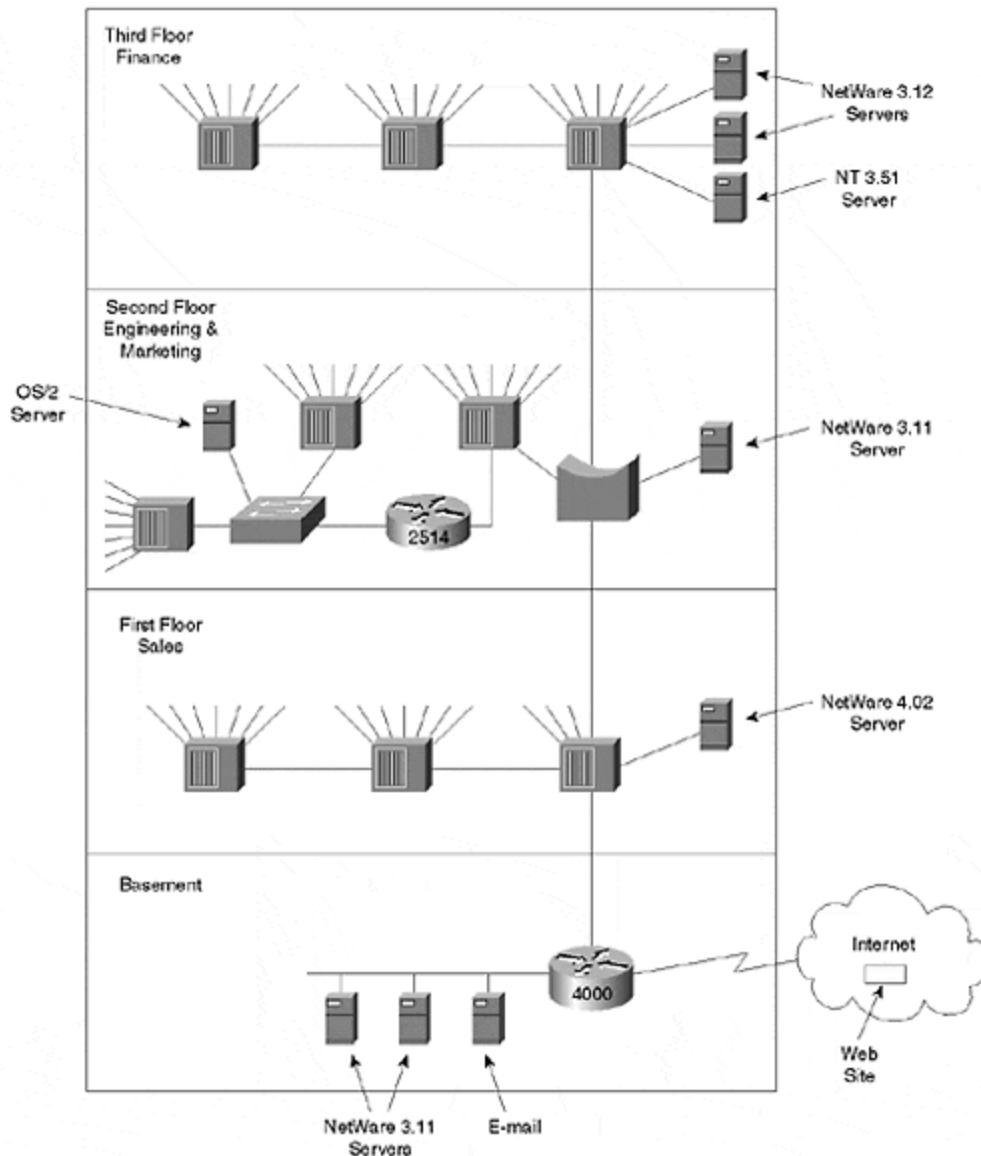 Third Floor
Finance
NetWare 3.12
Servers
NT 3.51
Server
Second Floor
Engineering &
Marketing
OS/2
Server
NetWare 3.11
Server
2514
First Floor
Sales
NetWare 4.02
Server
Basement
Internet
4000
Web
Site
NetWare 3.11
Servers
E-mail